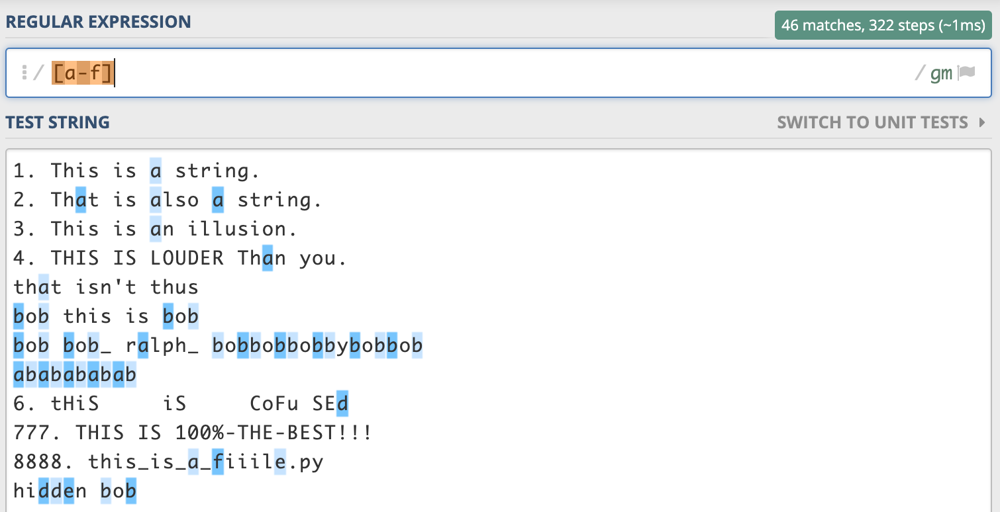 REGULAR EXPRESSION
46 matches, 322 steps (~1ms)
/ [a-f] / gm
TEST STRING
SWITCH TO UNIT TESTS
1. This is a string.
2. That is also a string.
3. This is an illusion.
4. THIS IS LOUDER Than you.
that isn't thus
bob this is bob
bob bob_ ralph_ bobbobbobbybobbob
ababababab
6. tHiS     iS     CoFu SEd
777. THIS IS 100%-THE-BEST!!!
8888. this_is_a_fiiile.py
hidden bob